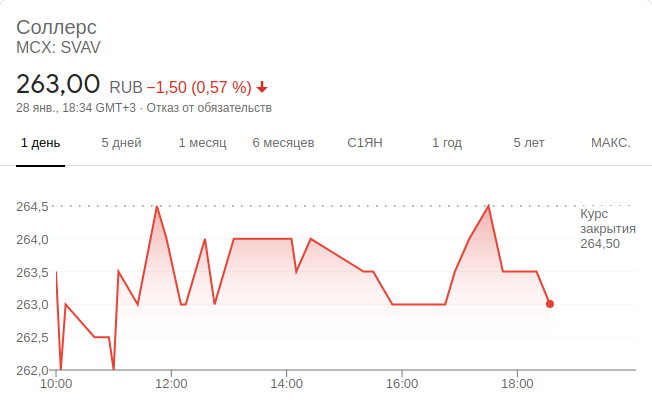 Соллерс
MCX: SVAV
263,00 RUB −1,50 (0,57 %)
28 янв., 18:34 GMT+3 · Отказ от обязательств
1 день 5 дней 1 месяц 6 месяцев С1ЯН 1 год 5 лет МАКС.
264,5
Курс
закрытия
264,50
264,0
263,5
263,0
262,5
262,0
10:00 12:00 14:00 16:00 18:00